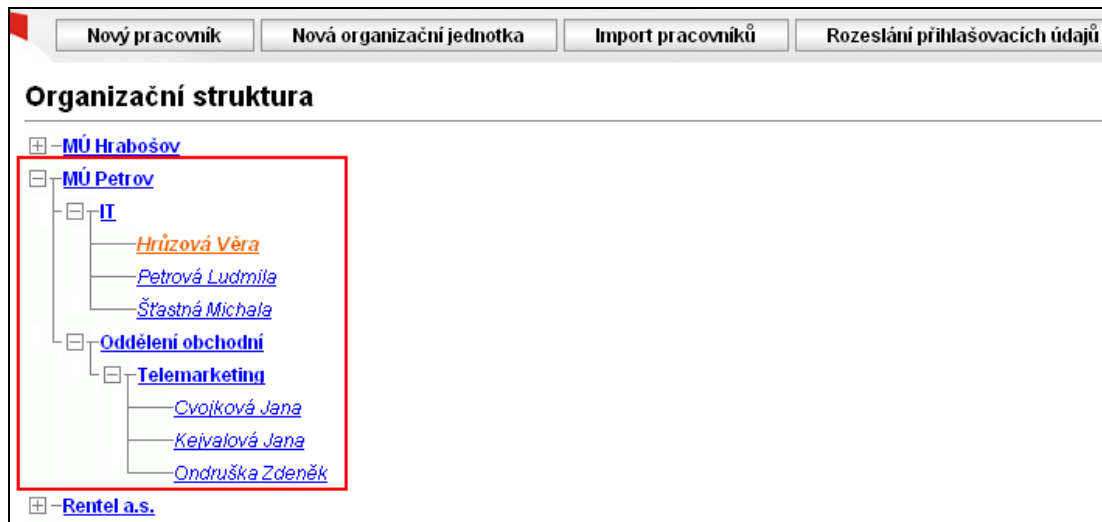 Nový pracovník Nová organizační jednotka Import pracovníků Rozeslání přihlašovacích údajů
Organizační struktura
MÚ Hrabošov
MÚ Petrov
IT
Hrůzová Věra
Petrová Ludmila
Šťastná Michala
Oddělení obchodní
Telemarketing
Cvojková Jana
Kejvalová Jana
Ondruška Zdeněk
Rentel a.s.